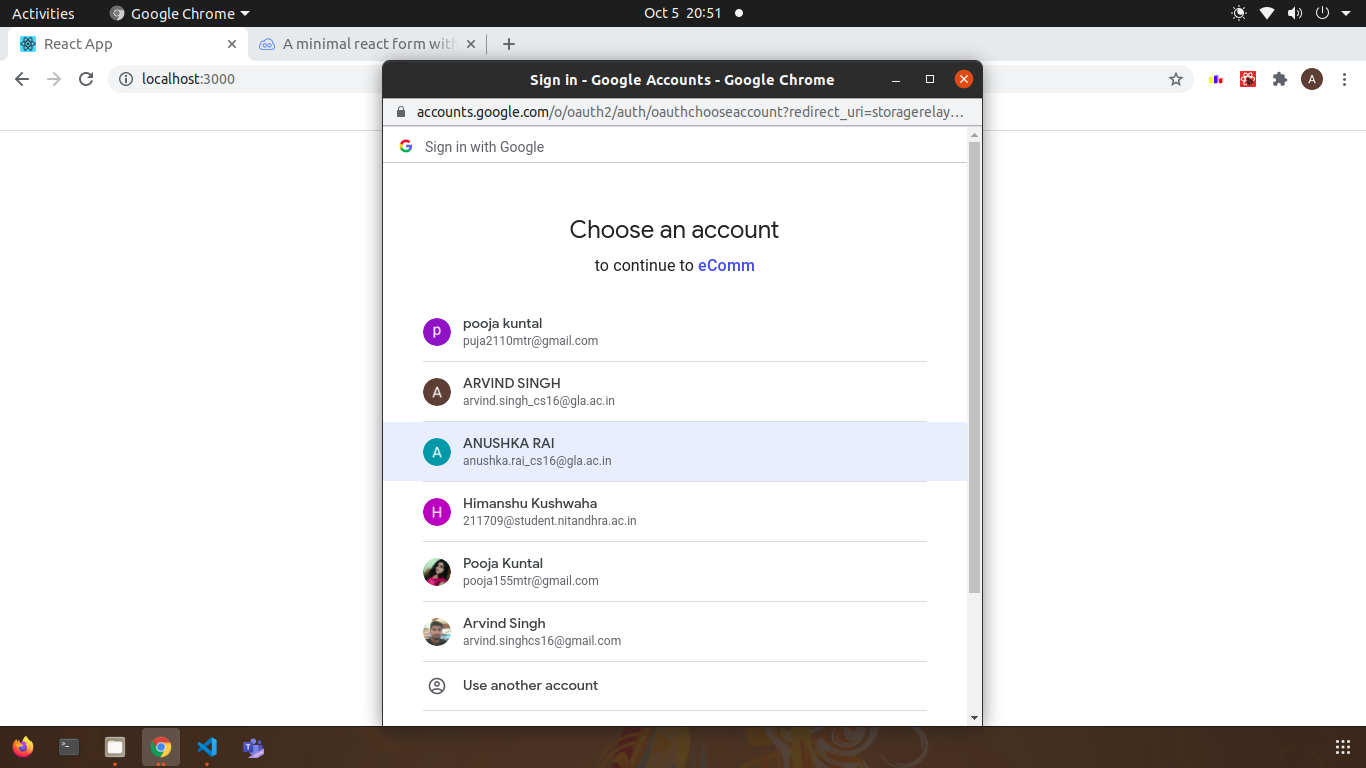 Activities
Google Chrome
Oct 5 20:51
React App
A minimal react form with
localhost:3000
A
Sign in - Google Accounts - Google Chrome
accounts.google.com/o/oauth2/auth/oauthchooseaccount?redirect_uri=storagerelay…
Sign in with Google
Choose an account
to continue to eComm
p
pooja kuntal
puja2110mtr@gmail.com
A
ARVIND SINGH
arvind.singh_cs16@gla.ac.in
A
ANUSHKA RAI
anushka.rai_cs16@gla.ac.in
H
Himanshu Kushwaha
211709@student.nitandhra.ac.in
Pooja Kuntal
pooja155mtr@gmail.com
Arvind Singh
arvind.singhcs16@gmail.com
Use another account